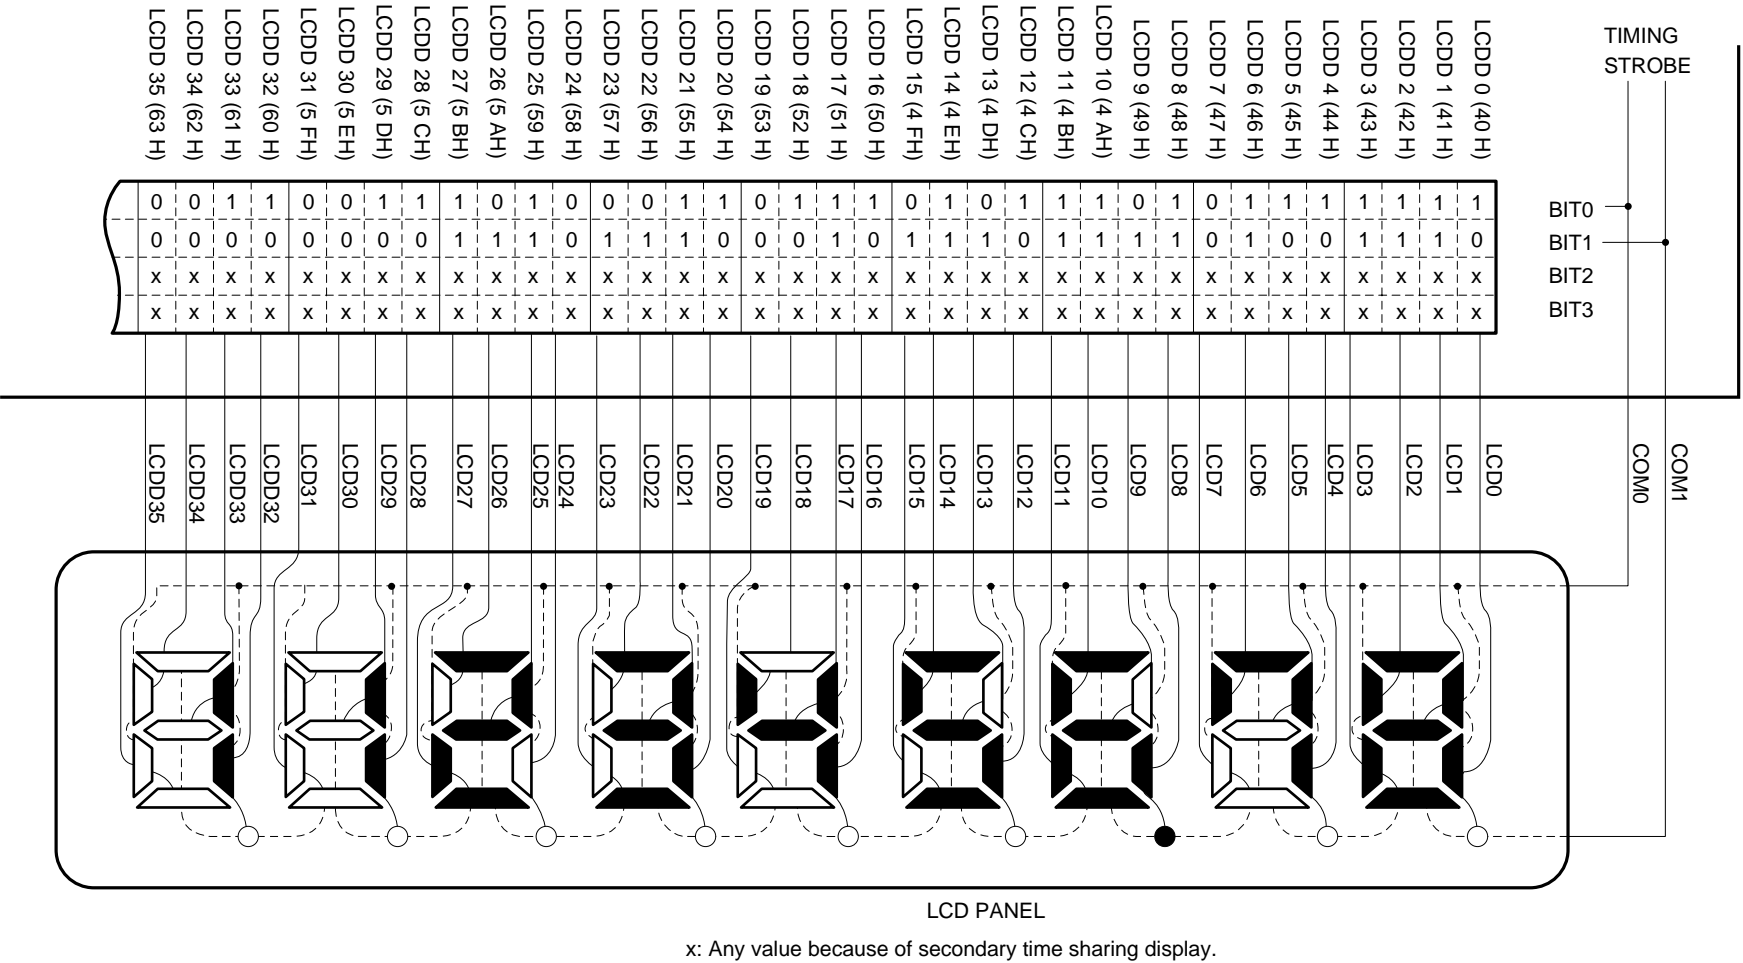 LCDD 35 (63 H)
LCDD 34 (62 H)
LCDD 33 (61 H)
LCDD 32 (60 H)
LCDD 31 (5 FH)
LCDD 30 (5 EH)
LCDD 29 (5 DH)
LCDD 28 (5 CH)
LCDD 27 (5 BH)
LCDD 26 (5 AH)
LCDD 25 (59 H)
LCDD 24 (58 H)
LCDD 23 (57 H)
LCDD 22 (56 H)
LCDD 21 (55 H)
LCDD 20 (54 H)
LCDD 19 (53 H)
LCDD 18 (52 H)
LCDD 17 (51 H)
LCDD 16 (50 H)
LCDD 15 (4 FH)
LCDD 14 (4 EH)
LCDD 13 (4 DH)
LCDD 12 (4 CH)
LCDD 11 (4 BH)
LCDD 10 (4 AH)
LCDD 9 (49 H)
LCDD 8 (48 H)
LCDD 7 (47 H)
LCDD 6 (46 H)
LCDD 5 (45 H)
LCDD 4 (44 H)
LCDD 3 (43 H)
LCDD 2 (42 H)
LCDD 1 (41 H)
LCDD 0 (40 H)
TIMING
STROBE
0 0 1 1 0 0 1 1 1 0 1 0 0 0 1 1 0 1 1 1 0 1 0 1 1 1 0 1 0 1 1 1 1 1 1 1 BIT0
0 0 0 0 0 0 0 0 1 1 1 0 1 1 1 0 0 0 1 0 1 1 1 0 1 1 1 1 0 1 0 0 1 1 1 0 BIT1
x x x x x x x x x x x x x x x x x x x x x x x x x x x x x x x x x x x x BIT2
x x x x x x x x x x x x x x x x x x x x x x x x x x x x x x x x x x x x BIT3
LCDD35
LCDD34
LCDD33
LCDD32
LCD31
LCD30
LCD29
LCD28
LCD27
LCD26
LCD25
LCD24
LCD23
LCD22
LCD21
LCD20
LCD19
LCD18
LCD17
LCD16
LCD15
LCD14
LCD13
LCD12
LCD11
LCD10
LCD9
LCD8
LCD7
LCD6
LCD5
LCD4
LCD3
LCD2
LCD1
LCD0
COM0
COM1
LCD PANEL
x: Any value because of secondary time sharing display.